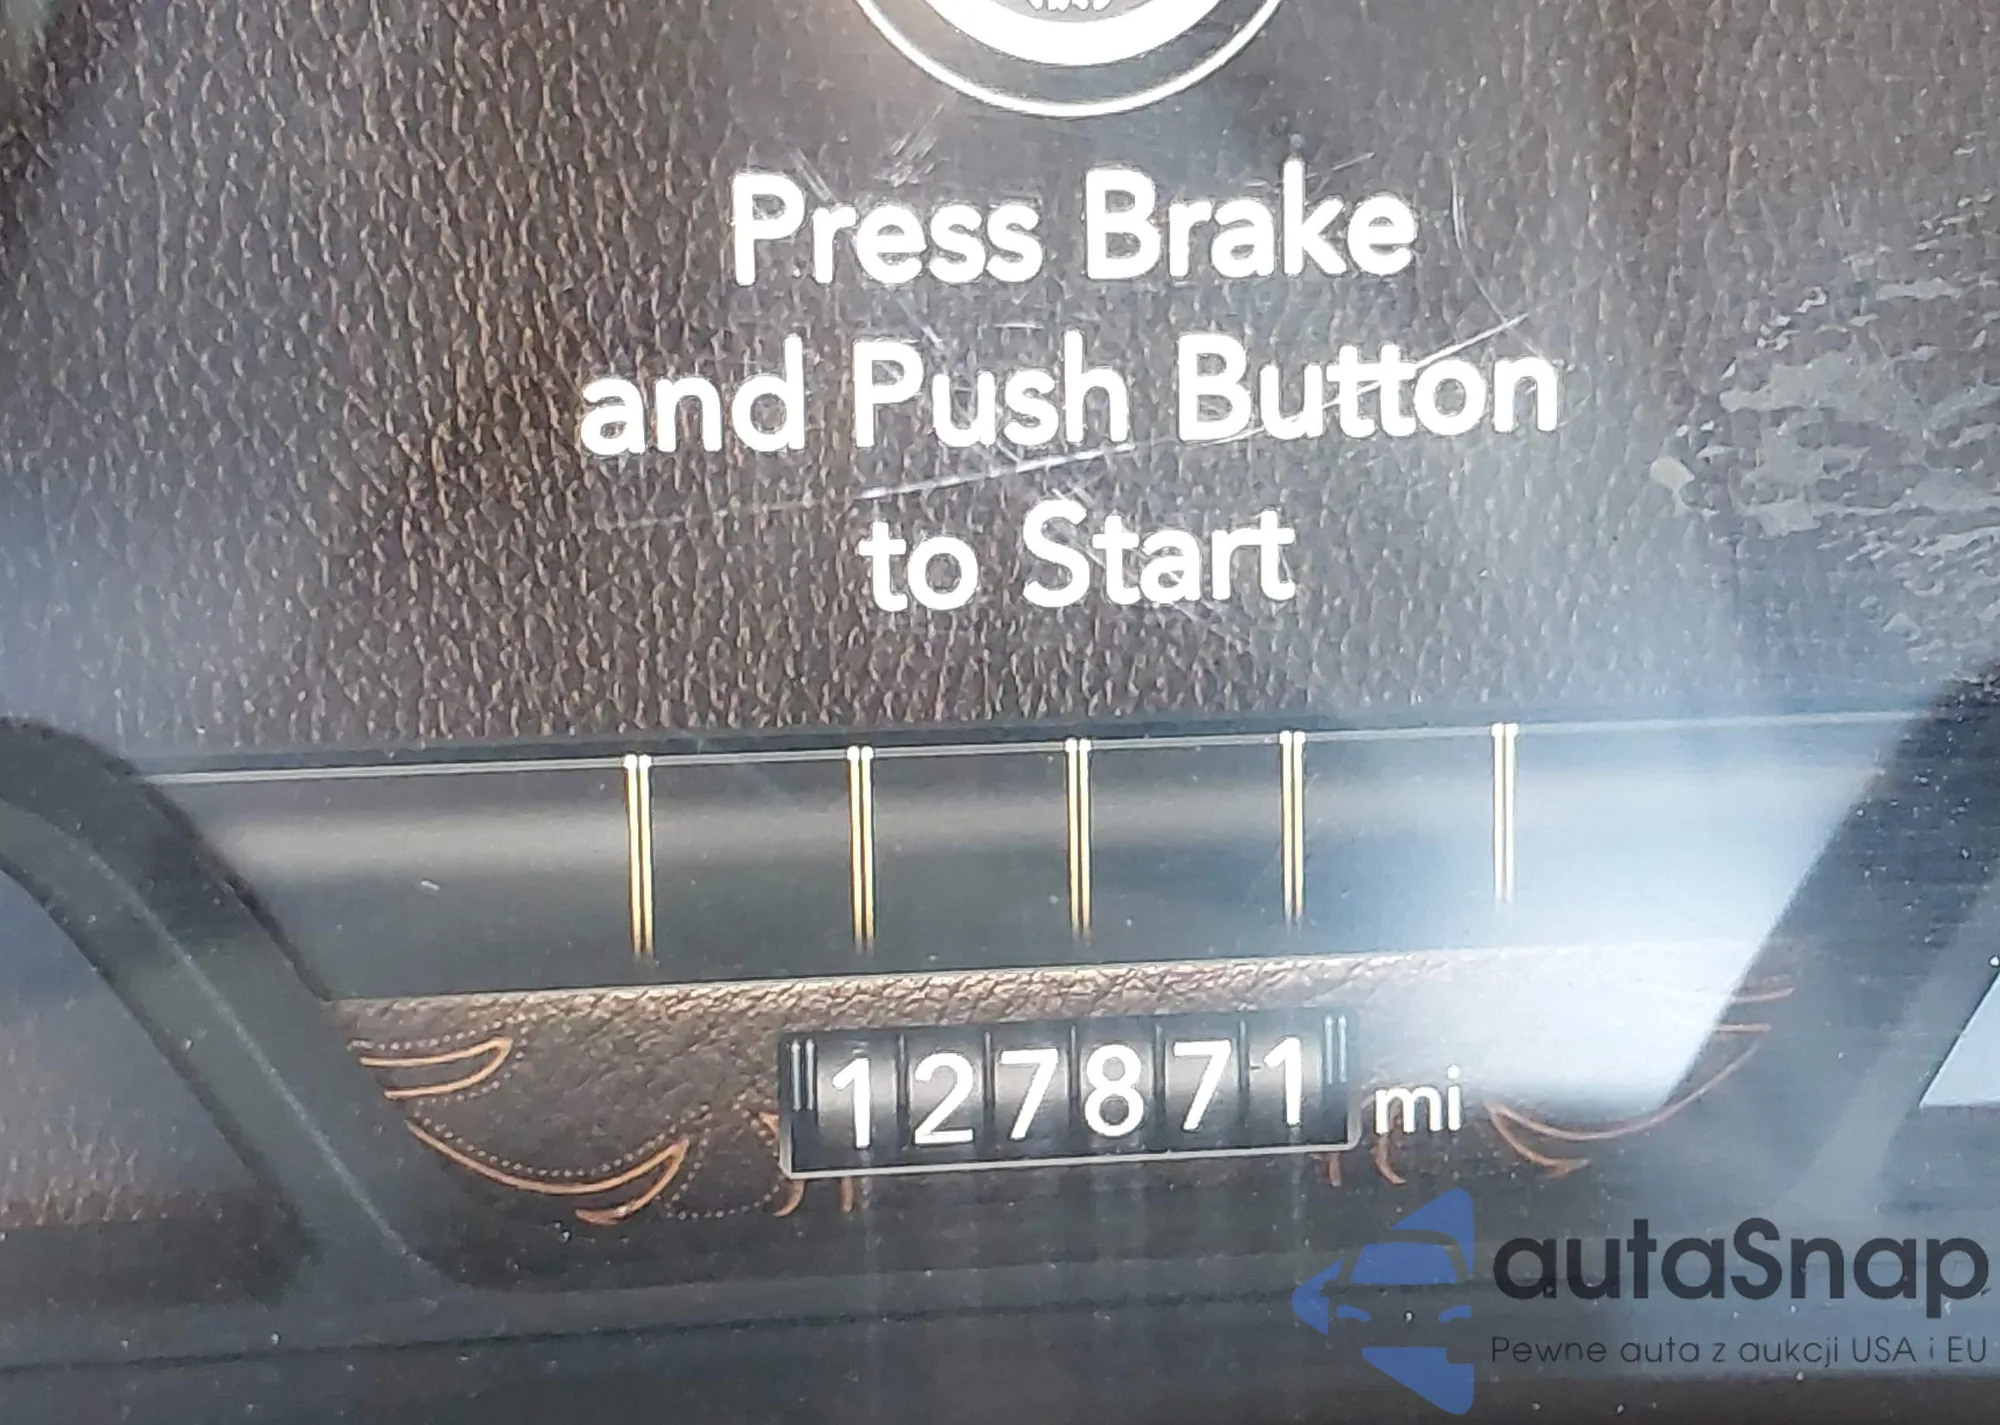 Press Brake
and Push Button
to Start
127871 mi
autaSnap
Pewne auta z aukcji USA i EU